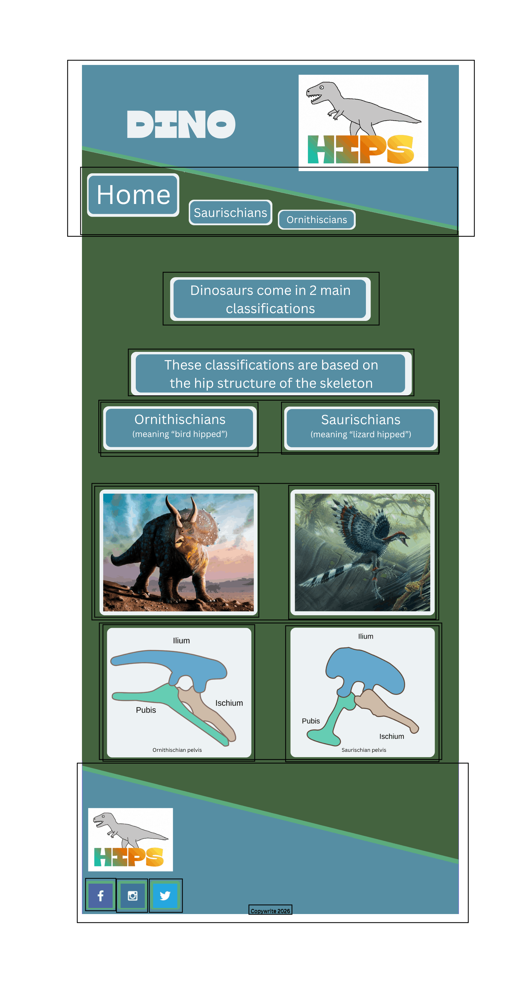 DINO
HIPS
Home
Saurischians
Ornithiscians
Dinosaurs come in 2 main
classifications
These classifications are based on
the hip structure of the skeleton
Ornithischians
(meaning “bird hipped”)
Saurischians
(meaning “lizard hipped”)
Ilium
Pubis
Ischium
Ornithischian pelvis
Ilium
Pubis
Ischium
Saurischian pelvis
HIPS
Copywrite 2026